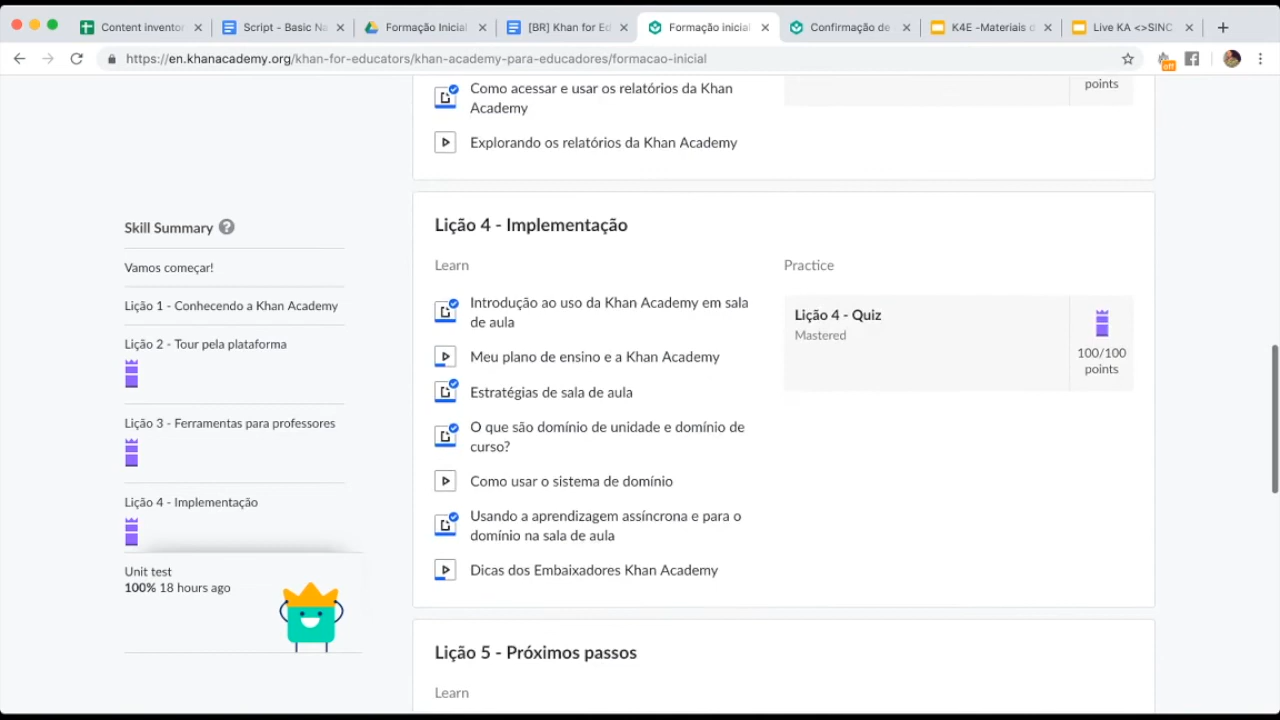 Content inventor
Script - Basic Na
Formação Inicial
[BR] Khan for Ed
Formação inicial
Confirmação de
K4E -Materiais d
Live KA <>SINC
https://en.khanacademy.org/khan-for-educators/khan-academy-para-educadores/formacao-inicial
off
Como acessar e usar os relatórios da Khan
Academy
points
Explorando os relatórios da Khan Academy
Skill Summary
Vamos começar!
Lição 1 - Conhecendo a Khan Academy
Lição 2 - Tour pela plataforma
Lição 3 - Ferramentas para professores
Lição 4 - Implementação
Unit test
100% 18 hours ago
Lição 4 - Implementação
Learn
Introdução ao uso da Khan Academy em sala
de aula
Meu plano de ensino e a Khan Academy
Estratégias de sala de aula
O que são domínio de unidade e domínio de
curso?
Como usar o sistema de domínio
Usando a aprendizagem assíncrona e para o
domínio na sala de aula
Dicas dos Embaixadores Khan Academy
Practice
Lição 4 - Quiz
Mastered
100/100
points
Lição 5 - Próximos passos
Learn